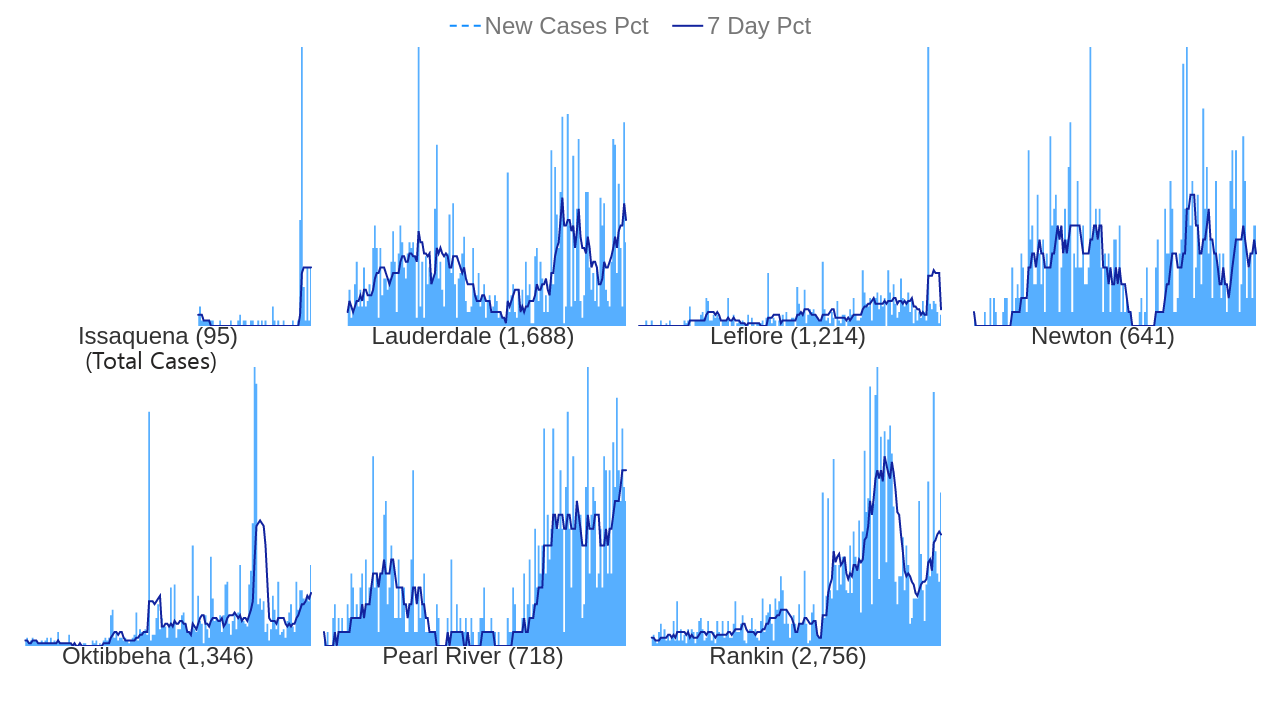 New Cases Pct 7 Day Pct
Issaquena (95)
(Total Cases)
Lauderdale (1,688)
Leflore (1,214)
Newton (641)
Oktibbeha (1,346)
Pearl River (718)
Rankin (2,756)